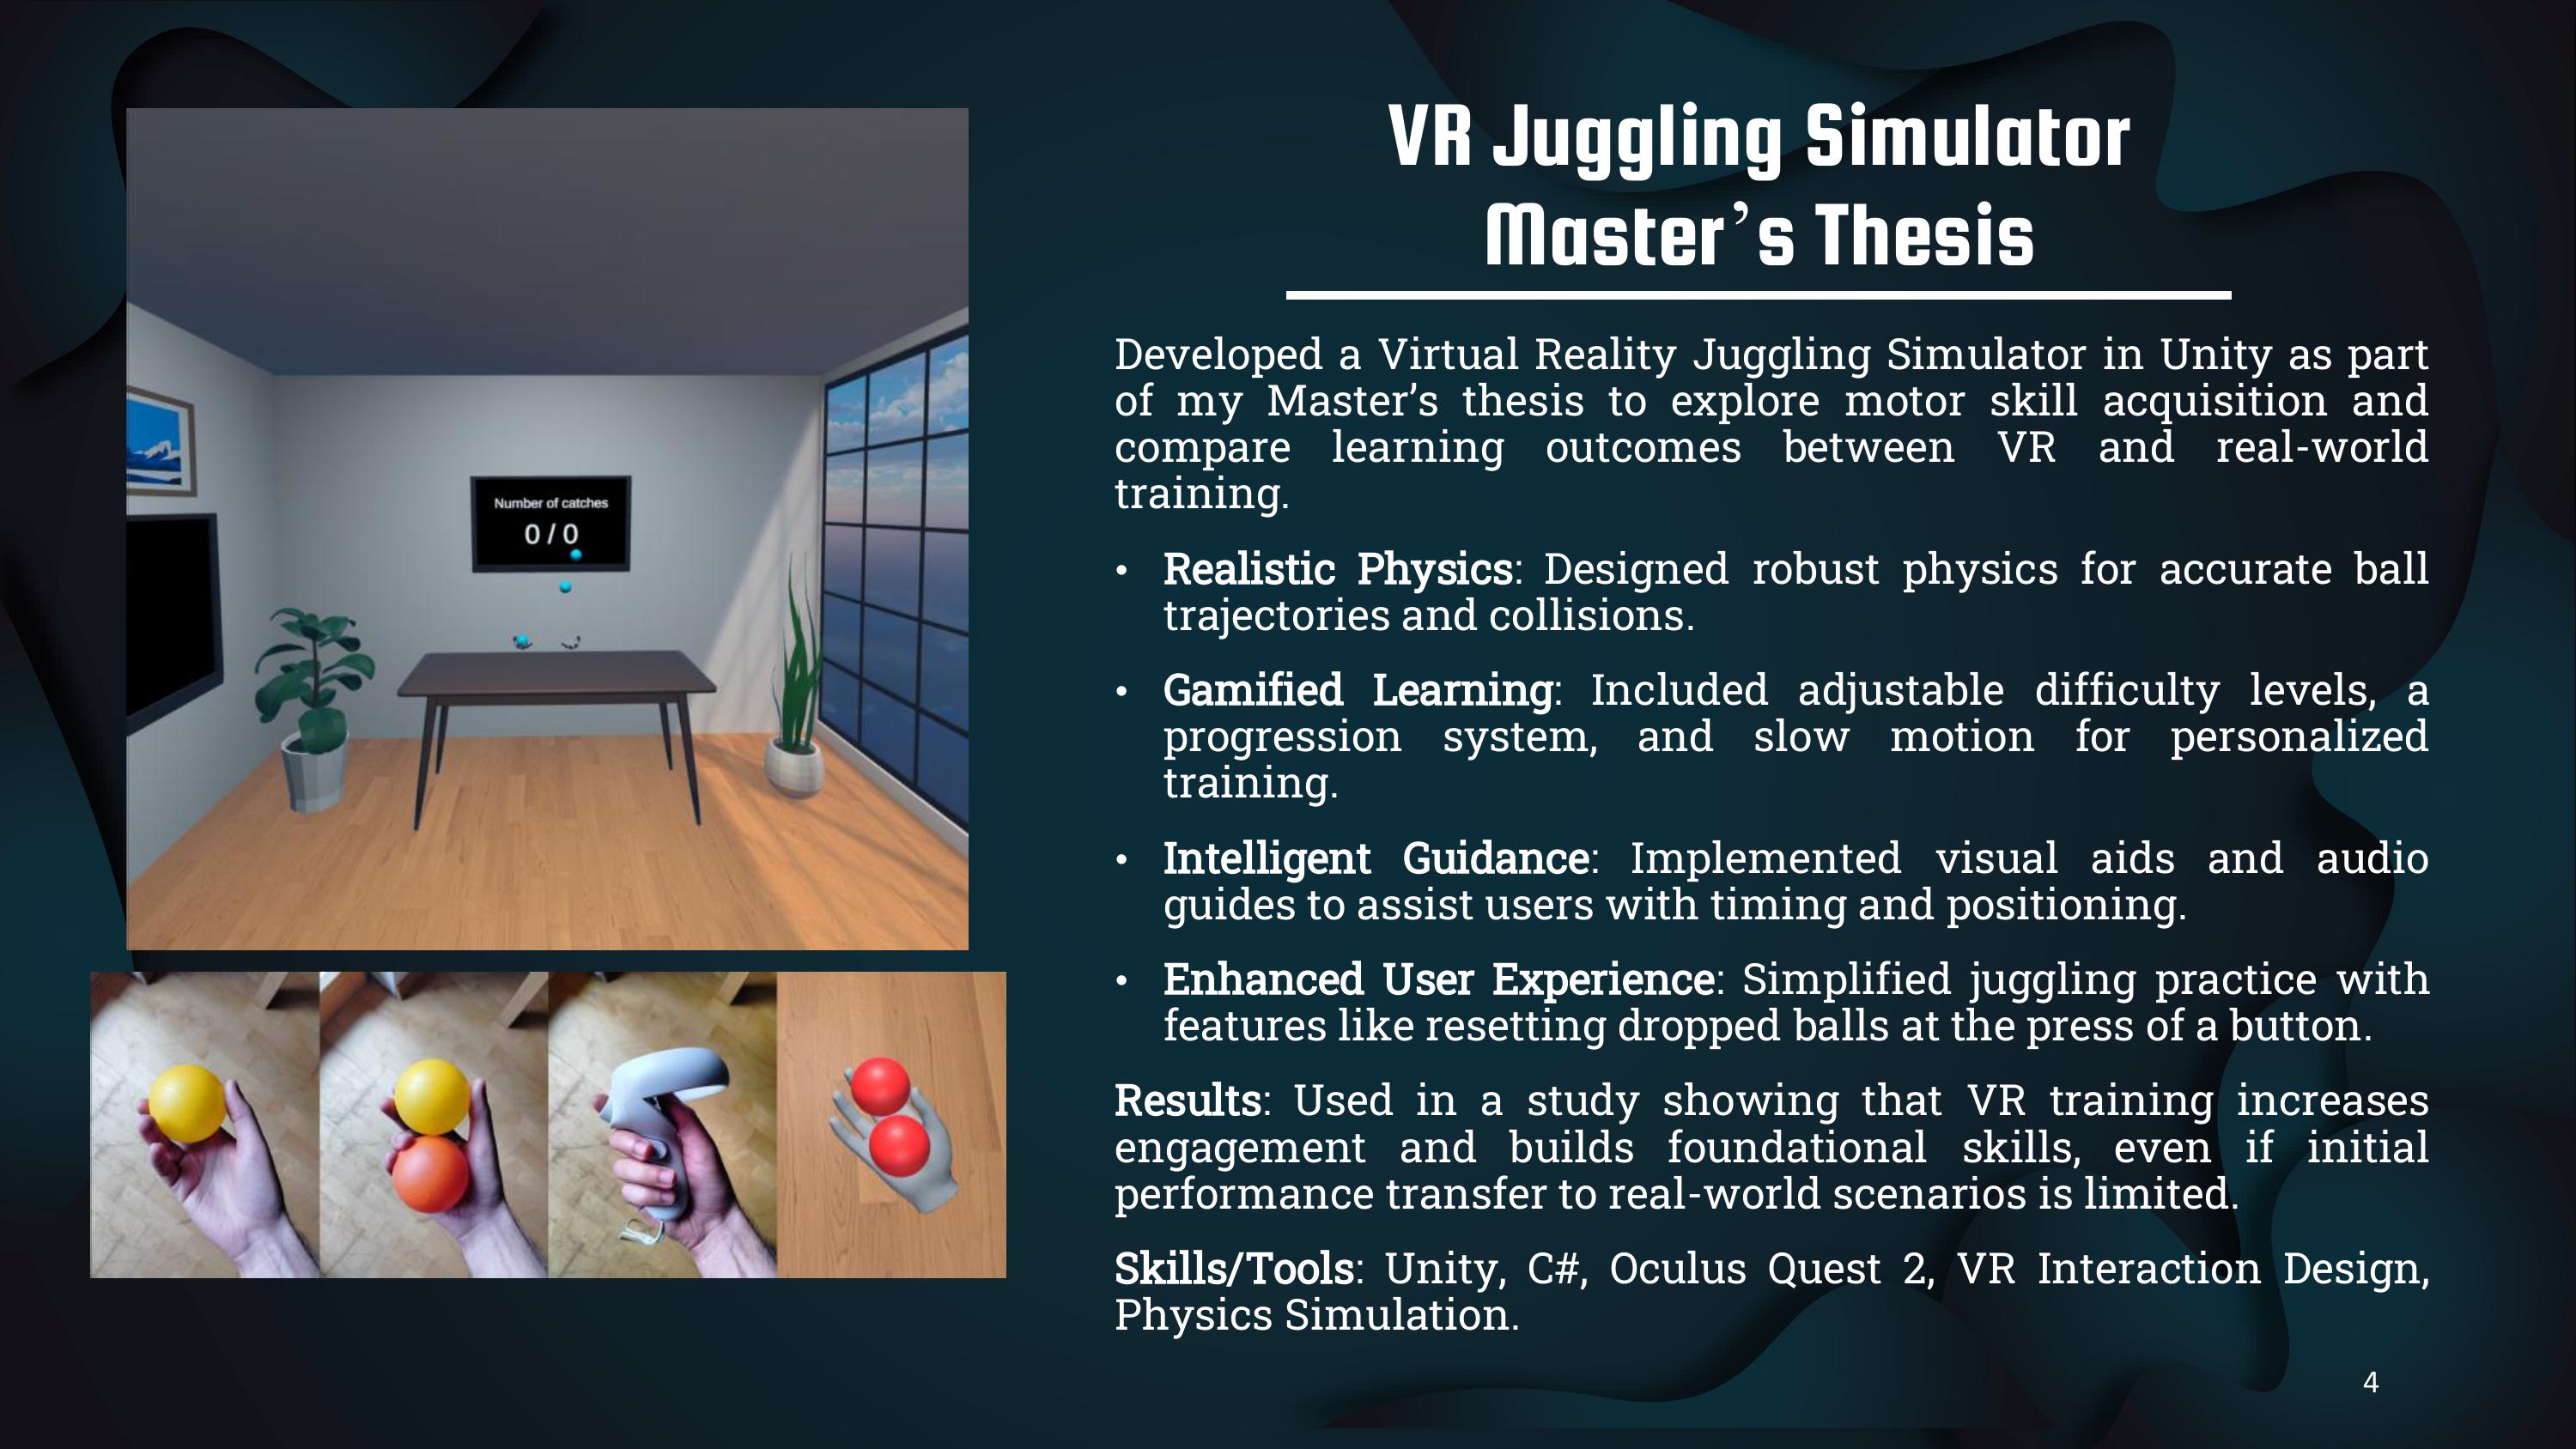 VR Juggling Simulator
Master’s Thesis
Number of catches
0 / 0
Developed a Virtual Reality Juggling Simulator in Unity as part
of my Master’s thesis to explore motor skill acquisition and
compare learning outcomes between VR and real-world
training.
• Realistic Physics: Designed robust physics for accurate ball
trajectories and collisions.
• Gamified Learning: Included adjustable difficulty levels, a
progression system, and slow motion for personalized
training.
• Intelligent Guidance: Implemented visual aids and audio
guides to assist users with timing and positioning.
• Enhanced User Experience: Simplified juggling practice with
features like resetting dropped balls at the press of a button.
Results: Used in a study showing that VR training increases
engagement and builds foundational skills, even if initial
performance transfer to real-world scenarios is limited.
Skills/Tools: Unity, C#, Oculus Quest 2, VR Interaction Design,
Physics Simulation.
4